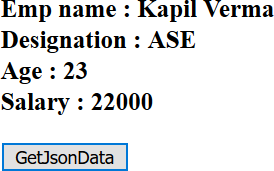 Emp name : Kapil Verma
Designation : ASE
Age : 23
Salary : 22000
GetJsonData